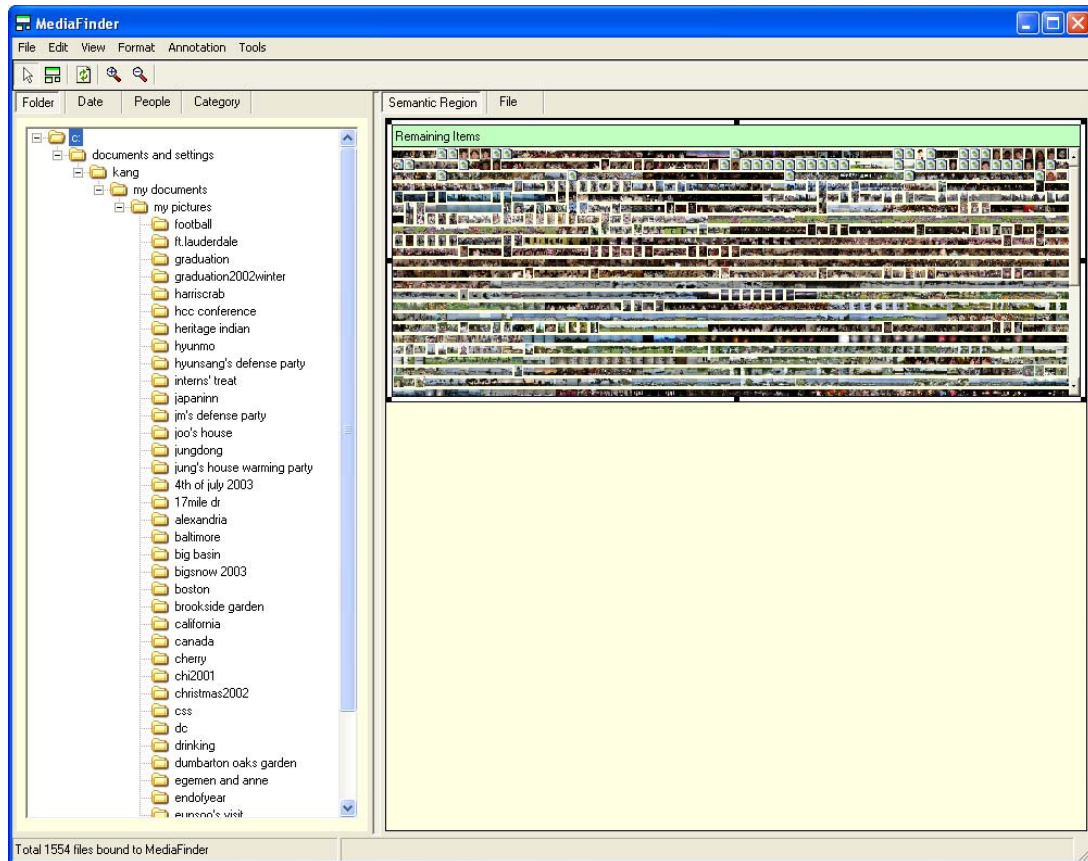 MediaFinder
File Edit View Format Annotation Tools
Folder Date People Category
Semantic Region File
c:
documents and settings
kang
my documents
my pictures
football
ft.lauderdale
graduation
graduation2002winter
harriscrab
hcc conference
heritage indian
hyunmo
hyunsang's defense party
interns' treat
japaninn
jm's defense party
joo's house
jungdong
jung's house warming party
4th of july 2003
17mile dr
alexandria
baltimore
big basin
bigsnow 2003
boston
brookside garden
california
canada
cherry
chi2001
christmas2002
css
dc
drinking
dumbarton oaks garden
egemen and anne
endofyear
eunsoo's visit
Remaining Items
Total 1554 files bound to MediaFinder